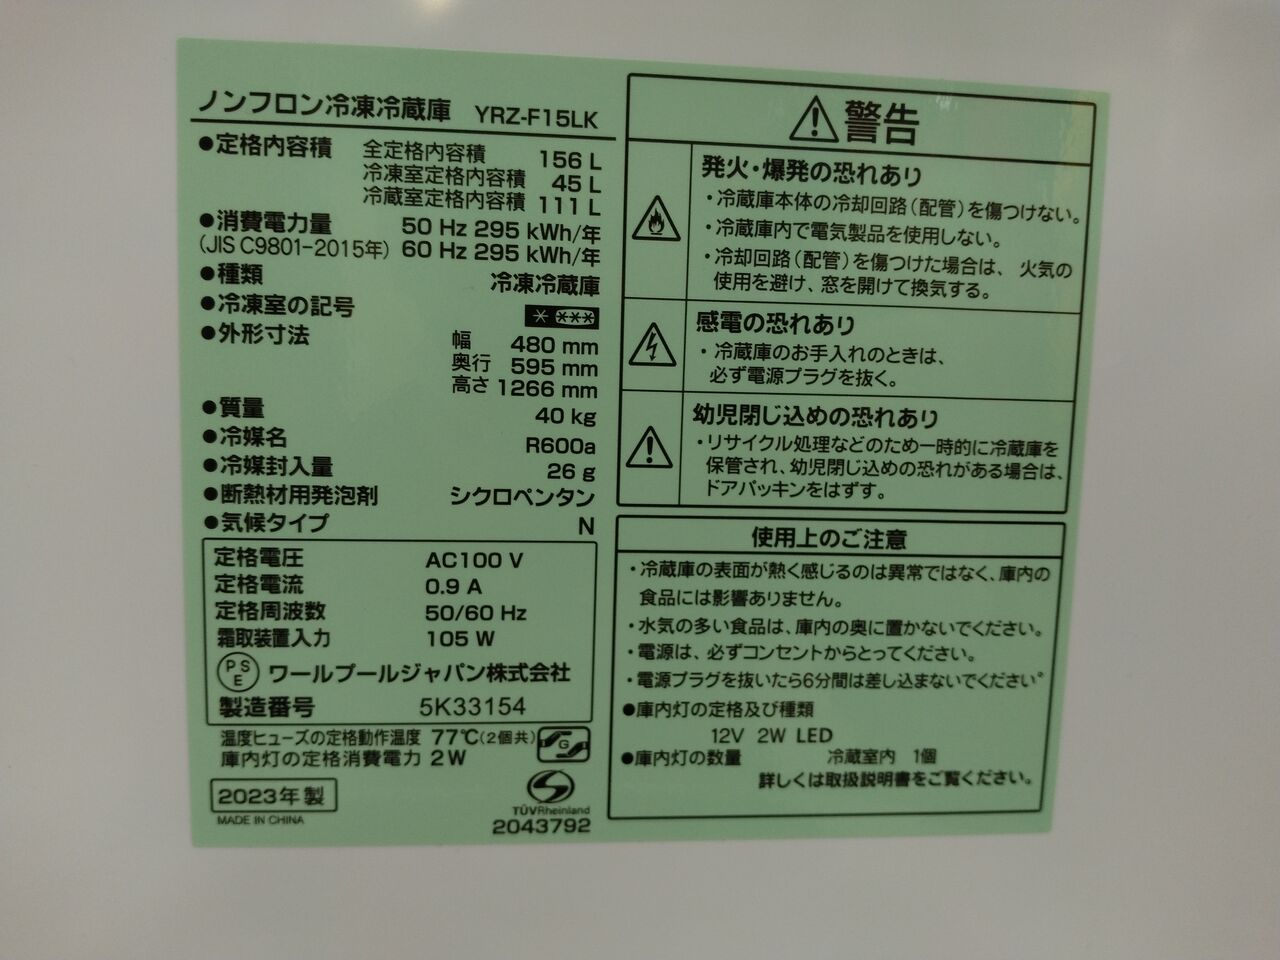 ノンフロン冷凍冷蔵庫 YRZ-F15LK
●定格内容積 全定格内容積 156 L
冷凍室定格内容積 45 L
冷蔵室定格内容積 111 L
●消費電力量 50 Hz 295 kWh/年
(JIS C9801-2015年) 60 Hz 295 kWh/年
●種類 冷凍冷蔵庫
●冷凍室の記号
●外形寸法 幅 480 mm
奥行 595 mm
高さ 1266 mm
●質量 40 kg
●冷媒名 R600a
●冷媒封入量 26 g
●断熱材用発泡剤 シクロペンタン
●気候タイプ N
定格電圧 AC100 V
定格電流 0.9 A
定格周波数 50/60 Hz
霜取装置入力 105 W
PSE ワールプールジャパン株式会社
製造番号 5K33154
温度ヒューズの定格動作温度 77℃(2個共)
庫内灯の定格消費電力 2W
G
2023年製
MADE IN CHINA
TÜVRheinland
2043792
警告
発火・爆発の恐れあり
・冷蔵庫本体の冷却回路(配管)を傷つけない。
・冷蔵庫内で電気製品を使用しない。
・冷却回路(配管)を傷つけた場合は、火気の
使用を避け、窓を開けて換気する。
感電の恐れあり
・冷蔵庫のお手入れのときは、
必ず電源プラグを抜く。
幼児閉じ込めの恐れあり
・リサイクル処理などのため一時的に冷蔵庫を
保管され、幼児閉じ込めの恐れがある場合は、
ドアパッキンをはずす。
使用上のご注意
・冷蔵庫の表面が熱く感じるのは異常ではなく、庫内の
食品には影響ありません。
・水気の多い食品は、庫内の奥に置かないでください。
・電源は、必ずコンセントからとってください。
・電源プラグを抜いたら6分間は差し込まないでください。
●庫内灯の定格及び種類
12V 2W LED
●庫内灯の数量 冷蔵室内 1個
詳しくは取扱説明書をご覧ください。